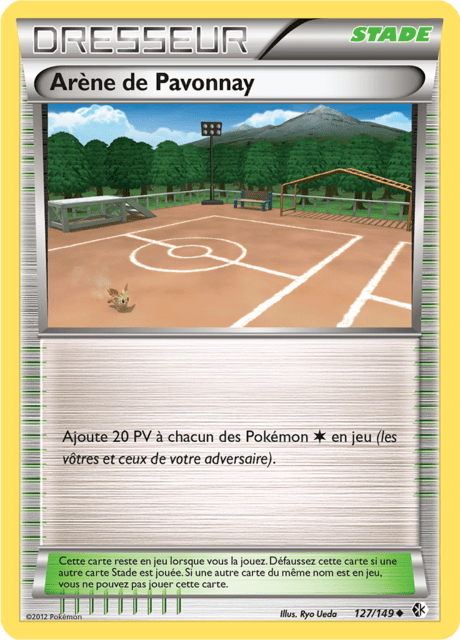 DRESSEUR
STADE
Arène de Pavonnay
Ajoute 20 PV à chacun des Pokémon ✶ en jeu (les
vôtres et ceux de votre adversaire).
Cette carte reste en jeu lorsque vous la jouez. Défaussez cette carte si une
autre carte Stade est jouée. Si une autre carte du même nom est en jeu,
vous ne pouvez pas jouer cette carte.
©2012 Pokémon
Illus. Ryo Ueda
127/149 ◆